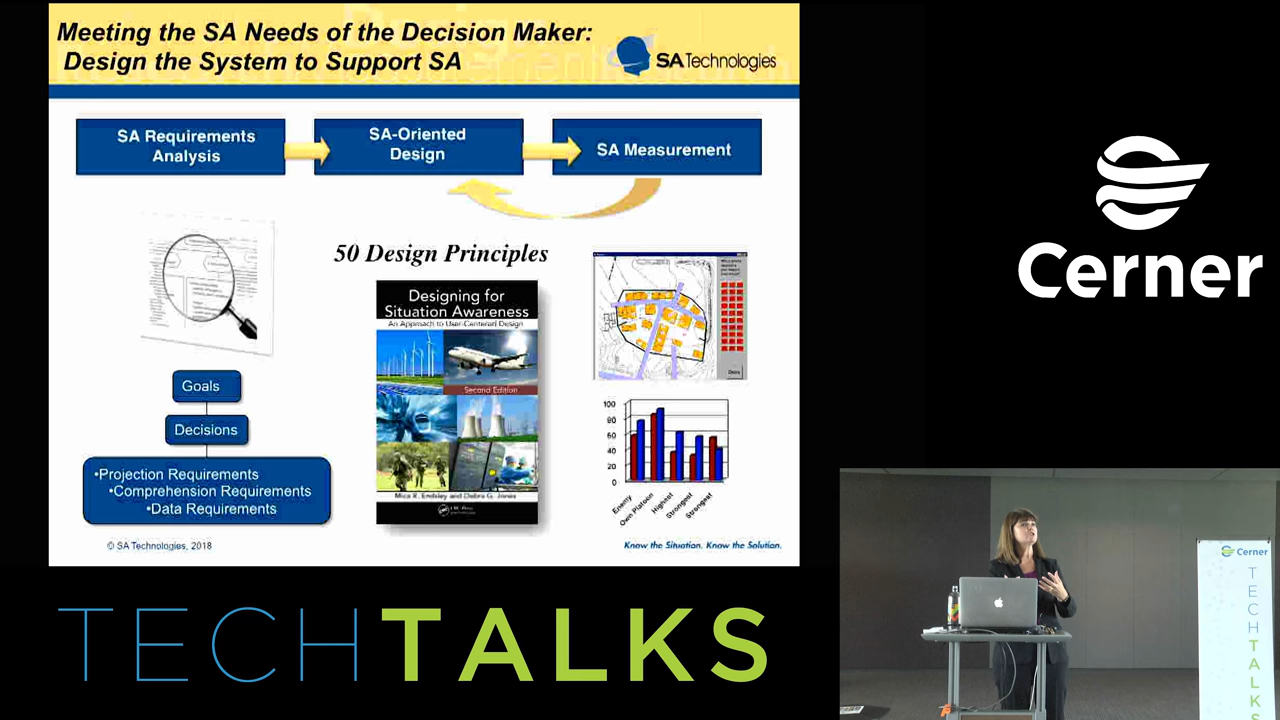 Meeting the SA Needs of the Decision Maker:
Design the System to Support SA
SA Technologies
SA Requirements
Analysis
SA-Oriented
Design
SA Measurement
50 Design Principles
Designing for
Situation Awareness
An Approach to User-Centered Design
Second Edition
Mica R. Endsley and Debra G. Jones
CRC Press
Goals
Decisions
•Projection Requirements
•Comprehension Requirements
•Data Requirements
100
80
60
40
20
0
Enemy
Own Platoon
Highest
Strongest
Strongest
© SA Technologies, 2018
Know the Situation. Know the Solution.
Cerner
TECHTALKS
Cerner
TECHTALKS